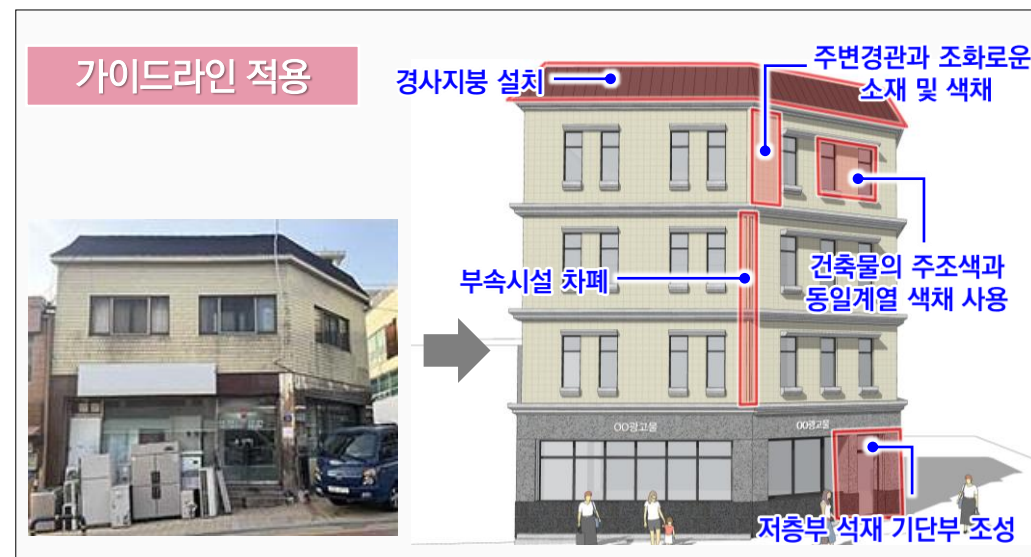 가이드라인 적용
경사지붕 설치
주변경관과 조화로운
소재 및 색채
부속시설 차폐
건축물의 주조색과
동일계열 색채 사용
OO광고물
OO광고물
저층부 석재 기단부 조성